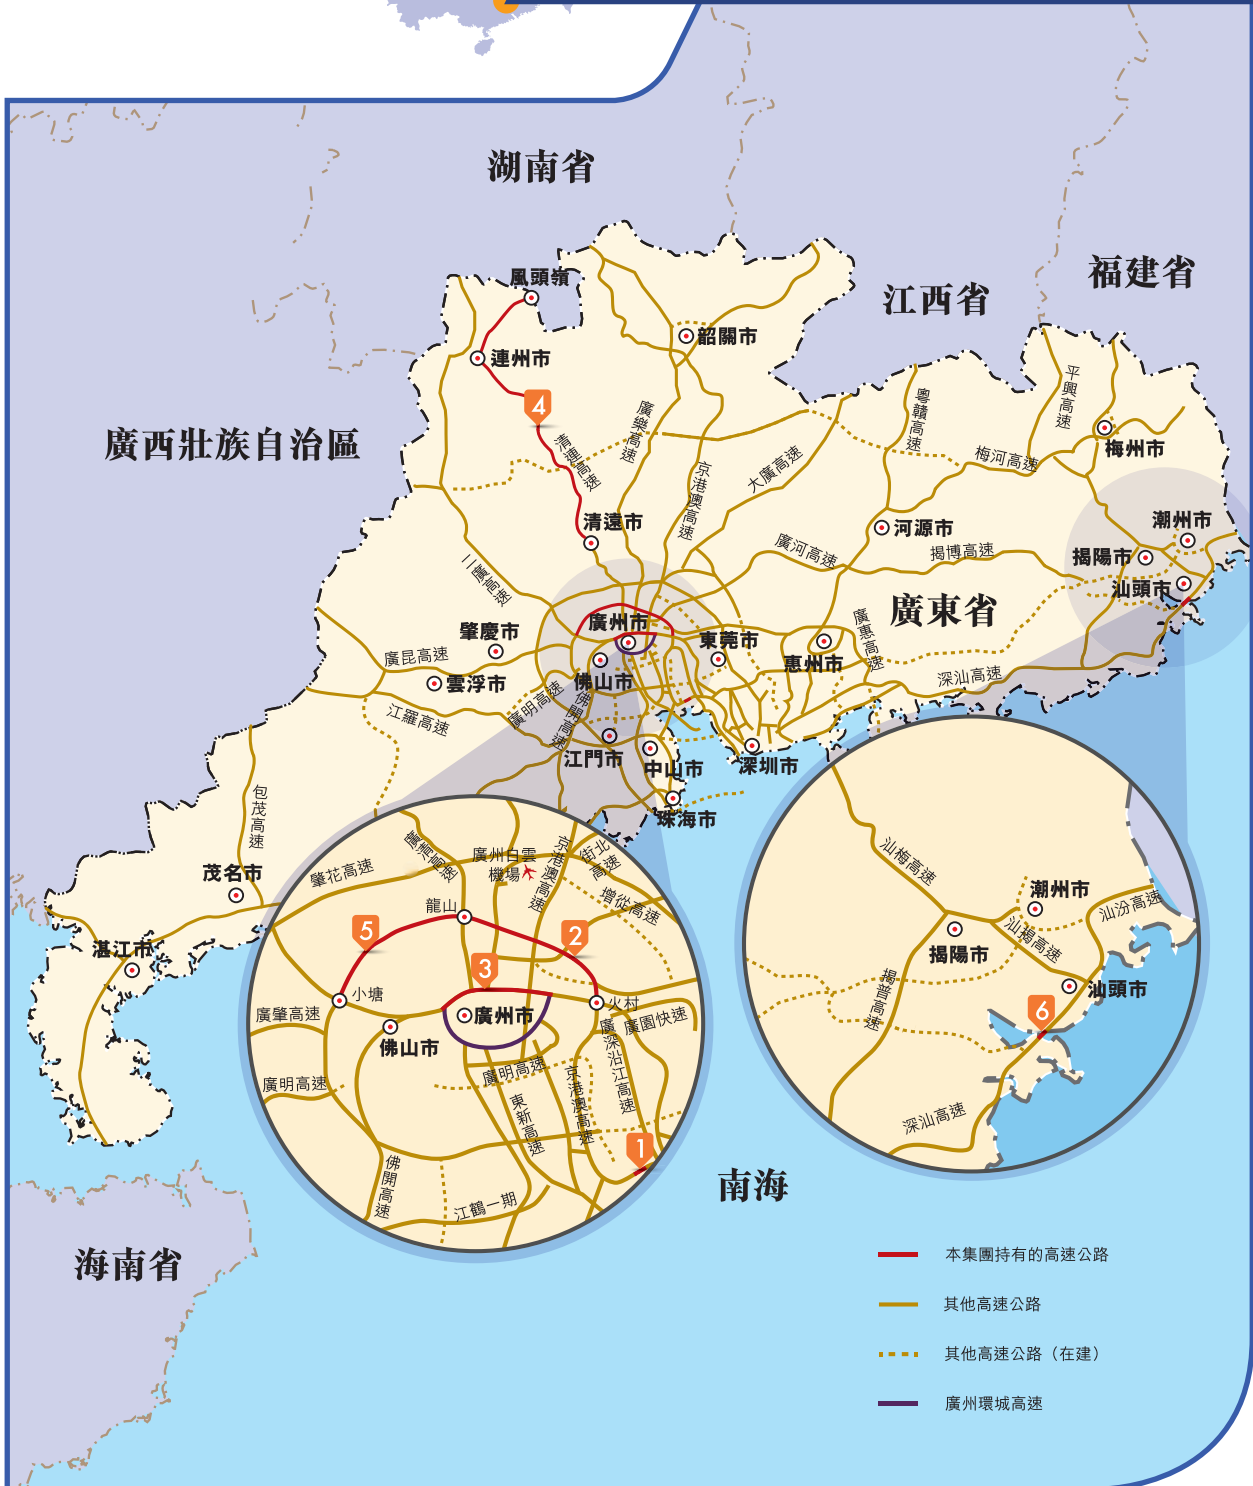 湖南省
福建省
江西省
風頭嶺
韶關市
連州市
平興高速
粵贛高速
4
廣樂高速
廣西壯族自治區
清連高速
梅州市
梅河高速
京港澳高速
大廣高速
清遠市
潮州市
河源市
廣河高速
揭博高速
揭陽市
二廣高速
汕頭市
廣東省
廣惠高速
廣州市
肇慶市
東莞市
惠州市
廣昆高速
佛山市
雲浮市
深汕高速
廣明高速
佛開高速
江羅高速
江門市
中山市
深圳市
包茂高速
珠海市
茂名市
湛江市
肇花高速
廣清高速
廣州白雲
機場
京港澳高速
街北
高速
增從高速
龍山
5
2
3
小塘
火村
廣肇高速
廣州市
佛山市
廣園快速
廣深沿江高速
廣明高速
廣明高速
京港澳高速
東新高速
1
佛開高速
江鶴一期
汕梅高速
潮州市
汕汾高速
汕揭高速
揭陽市
揭普高速
汕頭市
6
深汕高速
南海
海南省
本集團持有的高速公路
其他高速公路
其他高速公路（在建）
廣州環城高速